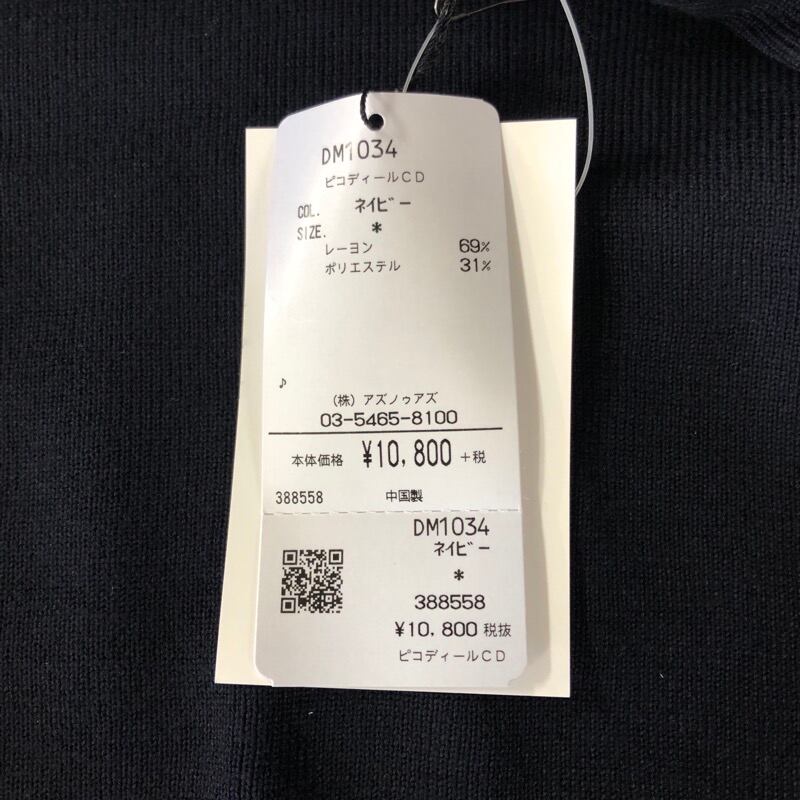 DM1034
ピコディールCD
COL. ネイビー
SIZE. *
レーヨン 69%
ポリエステル 31%
♪
(株) アズノゥアズ
03-5465-8100
本体価格 ¥10,800 +税
388558 中国製
DM1034
ネイビー
*
388558
¥10,800 税抜
ピコディールCD